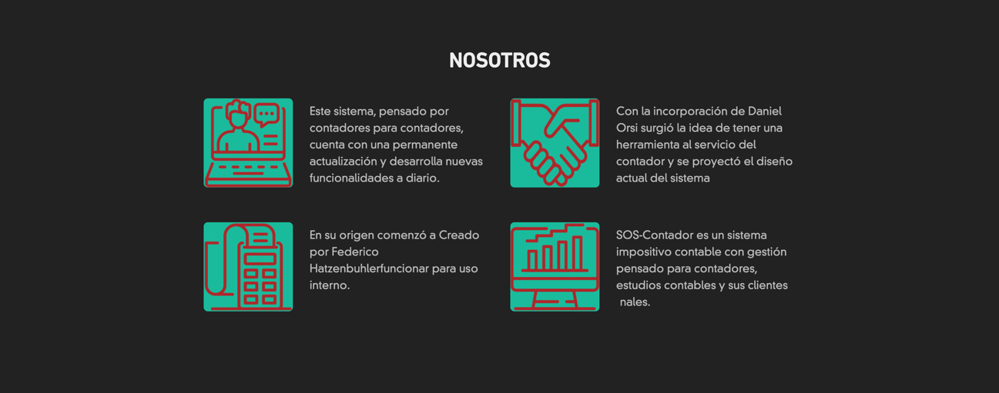 NOSOTROS
Este sistema, pensado por
contadores para contadores,
cuenta con una permanente
actualización y desarrolla nuevas
funcionalidades a diario.
Con la incorporación de Daniel
Orsi surgió la idea de tener una
herramienta al servicio del
contador y se proyectó el diseño
actual del sistema
En su origen comenzó a Creado
por Federico
Hatzenbuhlerfuncionar para uso
interno.
SOS-Contador es un sistema
impositivo contable con gestión
pensado para contadores,
estudios contables y sus clientes
nales.